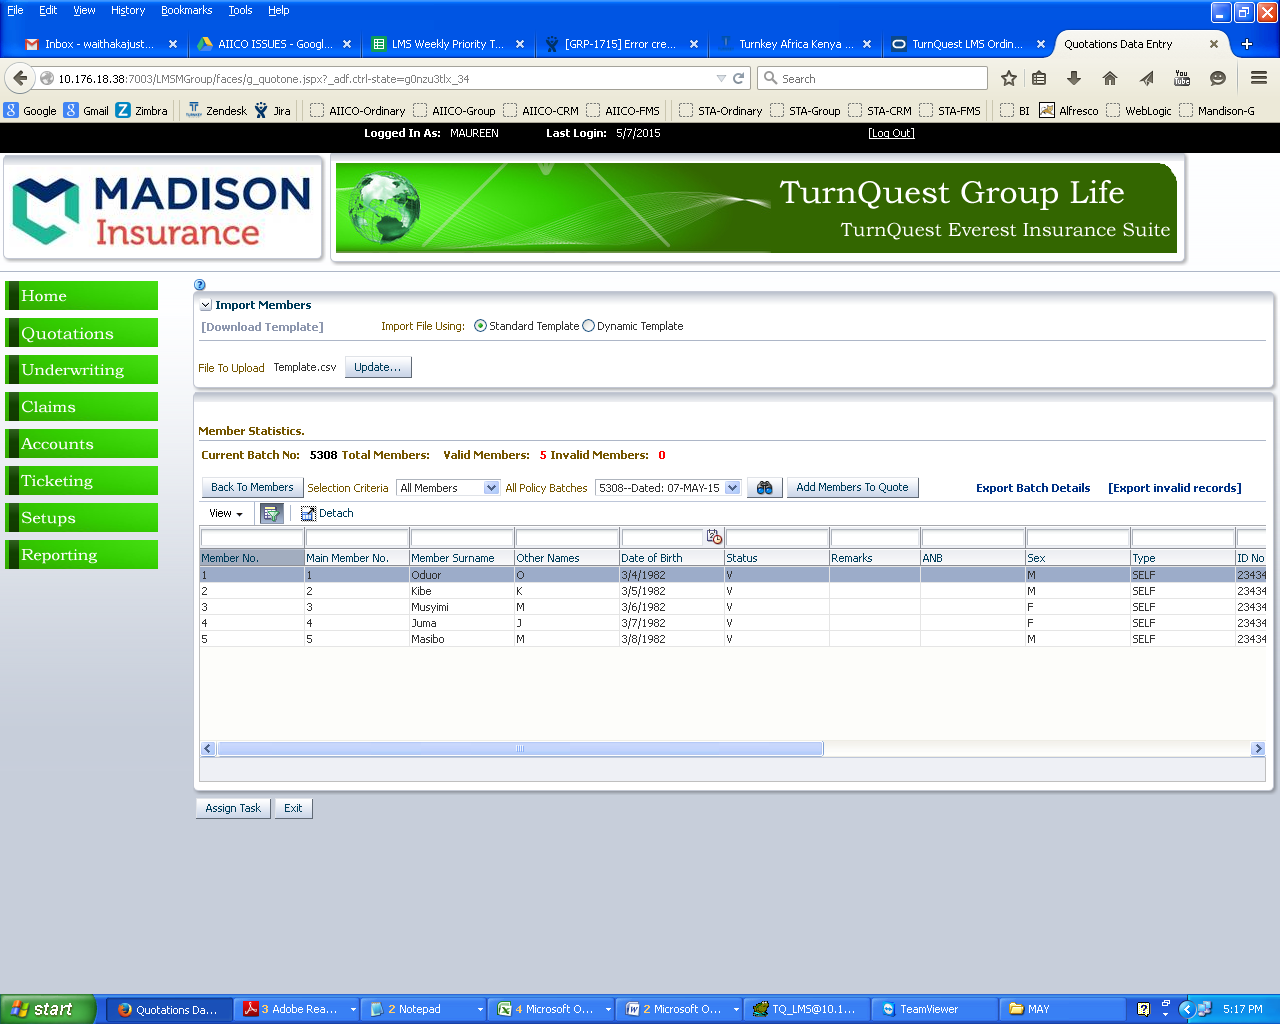 File Edit View History Bookmarks Tools Help
Inbox - waithakajust... AIICO ISSUES - Googl... LMS Weekly Priority T... [GRP-1715] Error cre... Turnkey Africa Kenya ... TurnQuest LMS Ordin... Quotations Data Entry
10.176.18.38:7003/LMSMGroup/faces/g_quotone.jspx?_adf.ctrl-state=g0nzu3tlx_34 Search
Google Gmail Zimbra Zendesk Jira AIICO-Ordinary AIICO-Group AIICO-CRM AIICO-FMS STA-Ordinary STA-Group STA-CRM STA-FMS BI Alfresco WebLogic Mandison-G
Logged In As: MAUREEN Last Login: 5/7/2015 [Log Out]
MADISON
Insurance
TurnQuest Group Life
TurnQuest Everest Insurance Suite
Home
Quotations
Underwriting
Claims
Accounts
Ticketing
Setups
Reporting
Import Members
[Download Template] Import File Using: Standard Template Dynamic Template
File To Upload Template.csv Update...
Member Statistics.
Current Batch No: 5308 Total Members: Valid Members: 5 Invalid Members: 0
Back To Members Selection Criteria All Members All Policy Batches 5308--Dated: 07-MAY-15 Add Members To Quote Export Batch Details [Export invalid records]
View Detach
Member No. Main Member No. Member Surname Other Names Date of Birth Status Remarks ANB Sex Type ID No
1 1 Oduor O 3/4/1982 V M SELF 23434
2 2 Kibe K 3/5/1982 V M SELF 23434
3 3 Musyimi M 3/6/1982 V F SELF 23434
4 4 Juma J 3/7/1982 V F SELF 23434
5 5 Masibo M 3/8/1982 V M SELF 23434
Assign Task Exit
start Quotations Da... 3 Adobe Rea... 2 Notepad 4 Microsoft O... 2 Microsoft O... TQ_LMS@10.1... TeamViewer MAY 5:17 PM